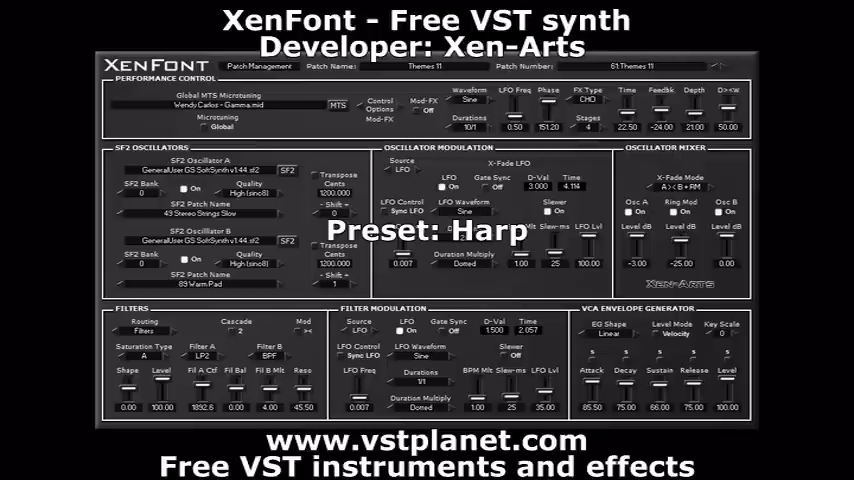 XenFont - Free VST synth
Developer: Xen-Arts
XENFONT Patch Management Patch Name: Themes 11 Patch Number: 61:Themes 11
PERFORMANCE CONTROL
Global MTS Microtuning
Wendy Carlos - Gamma.mid MTS
Microtuning
Global
Control Options
Mod-FX
Mod-FX
Off
Waveform
Sine
Durations
10/1
LFO Freq Phase FX Type Time Feedbk Depth D><W
CHO
Stages
0.50 151.20 4 22.50 -24.00 21.00 50.00
SF2 OSCILLATORS
SF2 Oscillator A
GeneralUser GS SoftSynth v1.44.sf2 SF2
SF2 Bank On Quality
0 High (sinc8)
SF2 Patch Name
49 Stereo Strings Slow
Transpose
Cents
1200.000
- Shift +
0
SF2 Oscillator B
GeneralUser GS SoftSynth v1.44.sf2 SF2
SF2 Bank On Quality
0 High (sinc8)
SF2 Patch Name
89 Warm Pad
Transpose
Cents
1200.000
- Shift +
1
OSCILLATOR MODULATION
Source X-Fade LFO
LFO
LFO Gate Sync D-Val Time
On Off 3.000 4.114
LFO Control LFO Waveform Slewer
Sync LFO Sine On
Slew-ms LFO Lvl
Duration Multiply
0.007 Domed 1.00 25 100.00
OSCILLATOR MIXER
X-Fade Mode
A><B+RM
Osc A Ring Mod Osc B
On On On
Level dB Level dB Level dB
-3.00 -25.00 0.00
XEN-ARTS
Preset: Harp
FILTERS
Routing Cascade Mod
Filters 2 ><
Saturation Type Filter A Filter B
A LP2 BPF
Shape Level Fil A Ctf Fil Bal Fil B Mlt Reso
0.00 100.00 1892.6 0.00 4.00 45.50
FILTER MODULATION
Source LFO Gate Sync D-Val Time
LFO On Off 1.500 2.057
LFO Control LFO Waveform Slewer
Sync LFO Sine Off
LFO Freq Durations BPM Mlt Slew-ms LFO Lvl
1/1
Duration Multiply
0.007 Domed 1.00 25 35.00
VCA ENVELOPE GENERATOR
EG Shape Level Mode Key Scale
Linear Velocity 0
S S S S
Attack Decay Sustain Release Level
85.50 75.00 66.00 75.00 100.00
www.vstplanet.com
Free VST instruments and effects